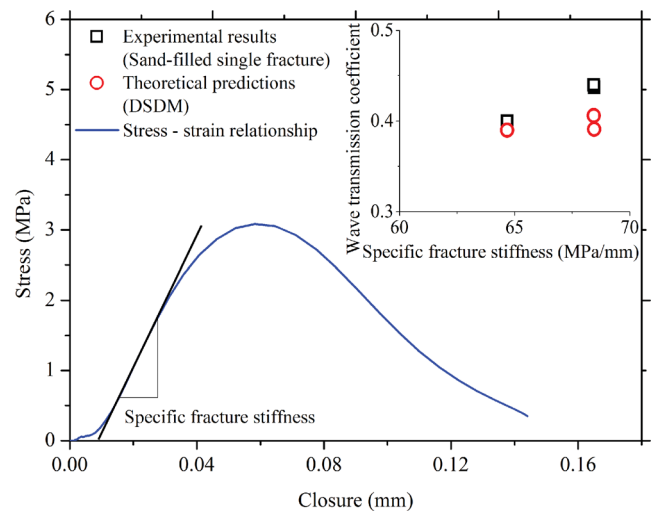 6
5
4
3
2
1
0
Stress (MPa)
0.00
0.04
0.08
0.12
0.16
Closure (mm)
Experimental results
(Sand-filled single fracture)
Theoretical predictions
(DSDM)
Stress - strain relationship
Specific fracture stiffness
0.5
0.4
0.3
Wave transmission coefficient
60
65
70
Specific fracture stiffness (MPa/mm)